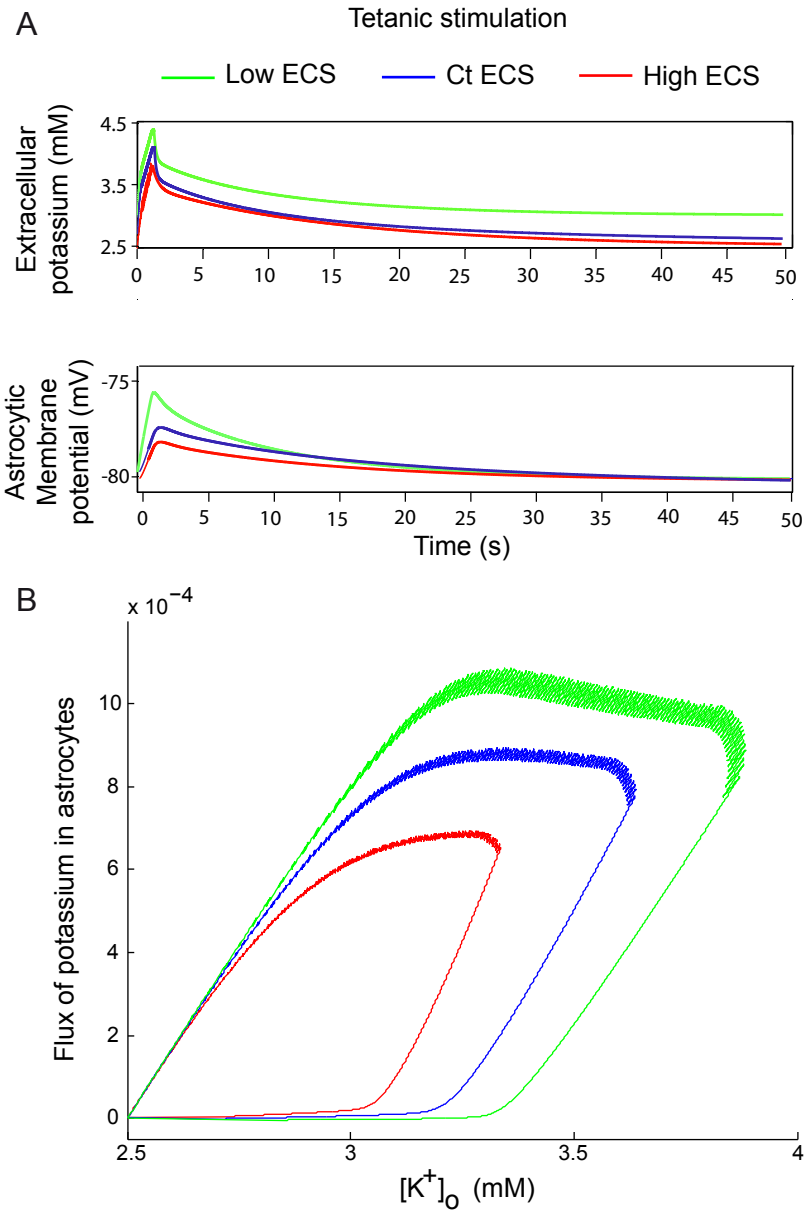 A
Tetanic stimulation
Low ECS
Ct ECS
High ECS
Extracellular
potassium (mM)
4.5
3.5
2.5
0 5 10 15 20 25 30 35 40 45 50
Astrocytic
Membrane
potential (mV)
-75
-80
0 5 10 15 20 25 30 35 40 45 50
Time (s)
B
x 10⁻⁴
Flux of potassium in astrocytes
10
8
6
4
2
0
2.5 3 3.5 4
[K⁺]ₒ (mM)